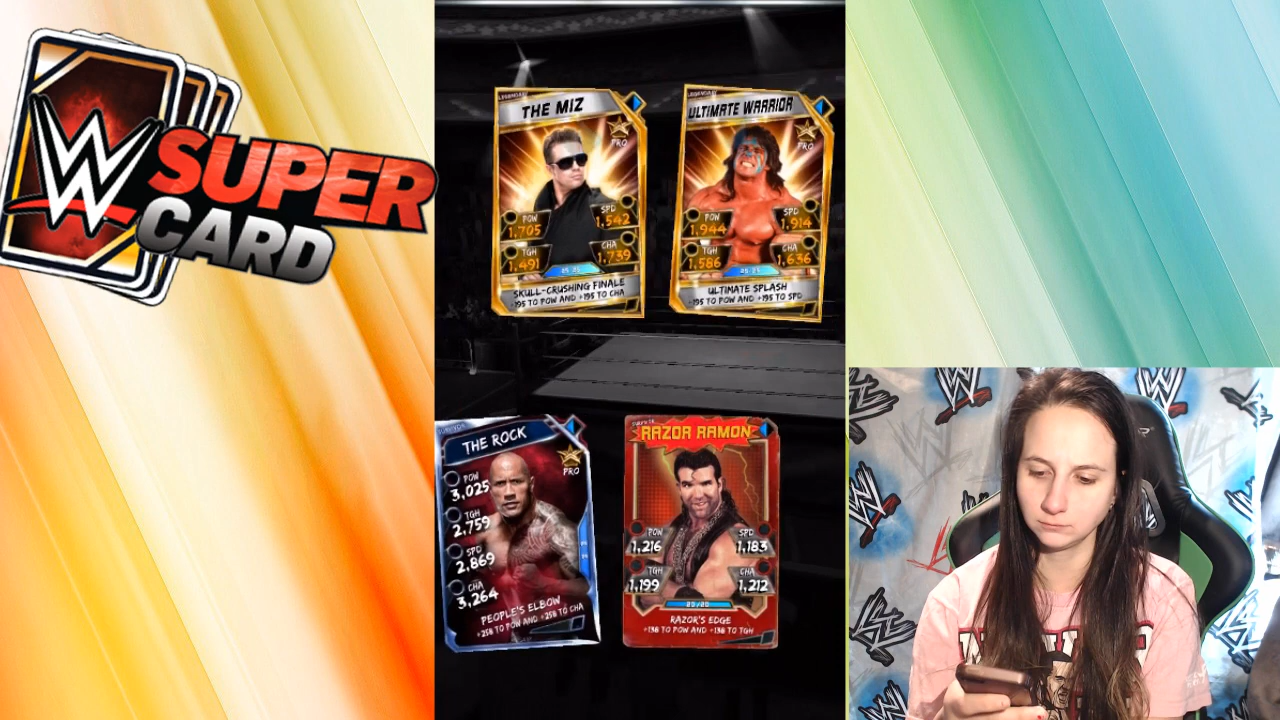 W SUPER
CARD
LEGENDARY
THE MIZ
PRO
POW
1,705
SPD
1,542
TGH
1,491
CHA
1,739
SKULL-CRUSHING FINALE
+195 TO POW AND +195 TO CHA
LEGENDARY
ULTIMATE WARRIOR
PRO
POW
1,944
SPD
1,914
TGH
1,586
CHA
1,636
ULTIMATE SPLASH
+195 TO POW AND +195 TO SPD
SURVIVOR
THE ROCK
PRO
POW
3,025
TGH
2,759
SPD
2,869
CHA
3,264
PEOPLE'S ELBOW
+258 TO POW AND +258 TO CHA
RAZOR RAMON
POW
1,216
SPD
1,183
TGH
1,199
CHA
1,212
RAZOR'S EDGE
+138 TO POW AND +138 TO TGH